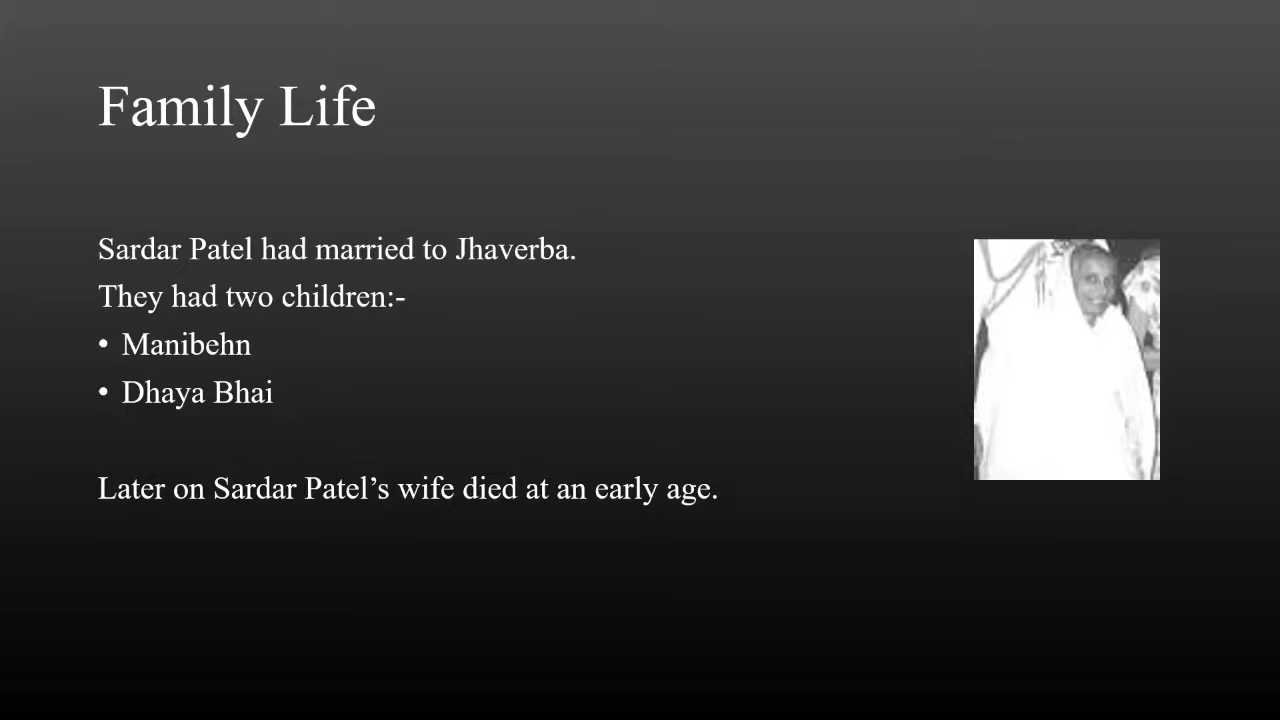 Family Life
Sardar Patel had married to Jhaverba.
They had two children:-
• Manibehn
• Dhaya Bhai
Later on Sardar Patel’s wife died at an early age.